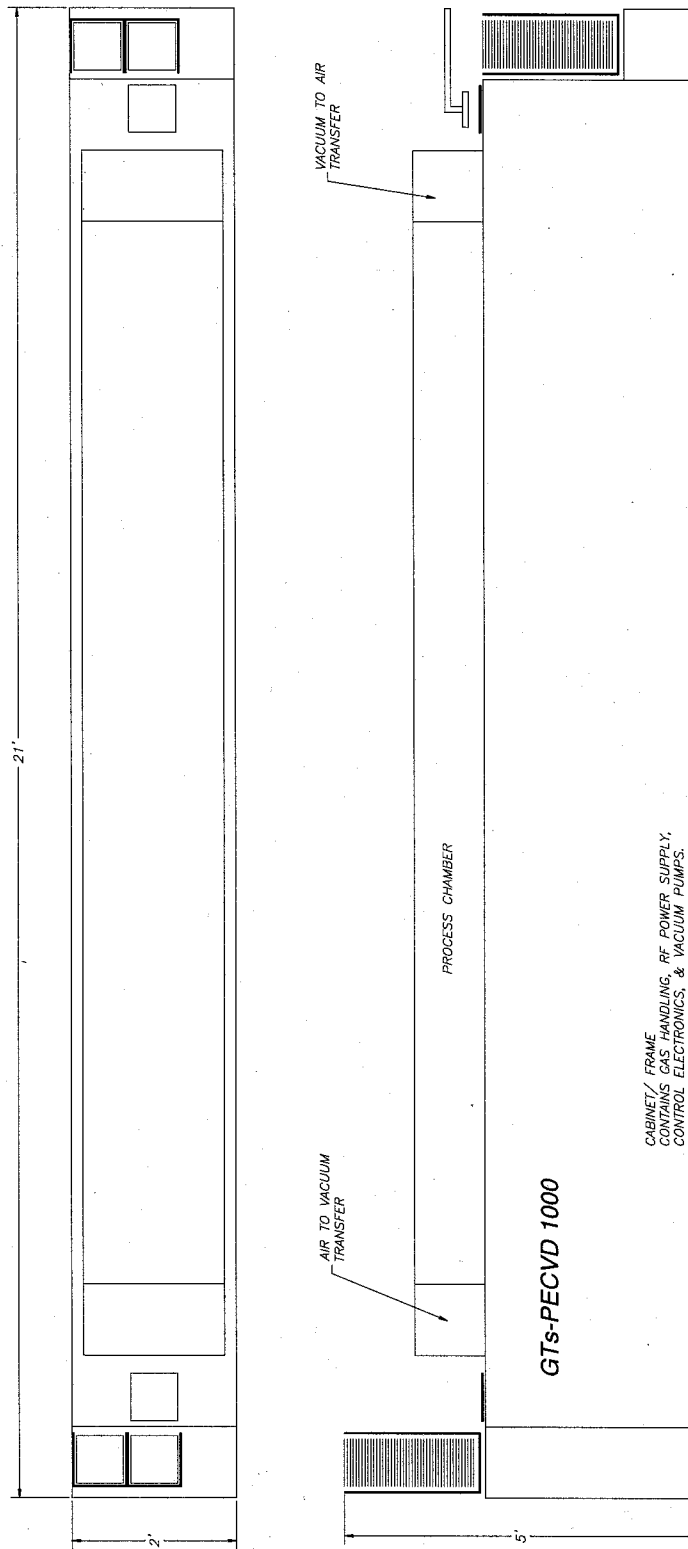 21'
2'
VACUUM TO AIR
TRANSFER
PROCESS CHAMBER
AIR TO VACUUM
TRANSFER
5'
GTs-PECVD 1000
CABINET/ FRAME
CONTAINS GAS HANDLING, RF POWER SUPPLY,
CONTROL ELECTRONICS, & VACUUM PUMPS.